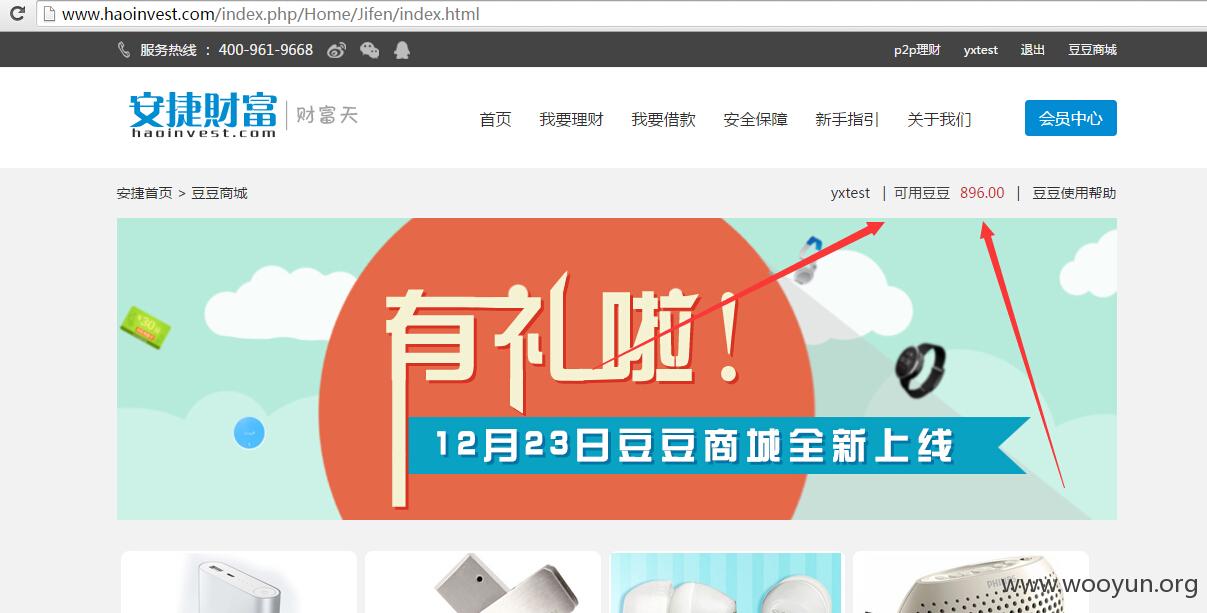 www.haoinvest.com/index.php/Home/Jifen/index.html
服务热线 ： 400-961-9668 p2p理财 yxtest 退出 豆豆商城
安捷财富 财富天
haoinvest.com
首页 我要理财 我要借款 安全保障 新手指引 关于我们 会员中心
安捷首页 > 豆豆商城 yxtest | 可用豆豆 896.00 | 豆豆使用帮助
有礼啦！
12月23日豆豆商城全新上线
www.wooyun.org